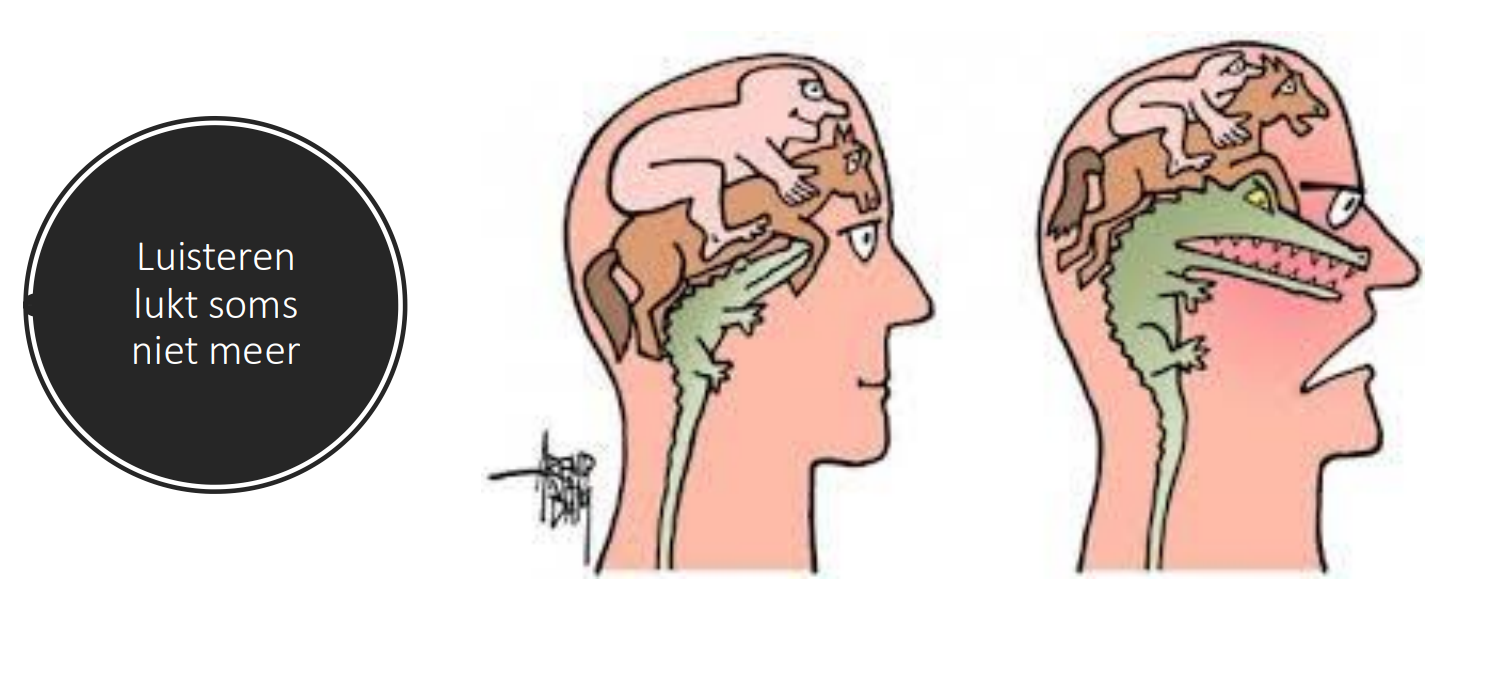 Luisteren
lukt soms
niet meer